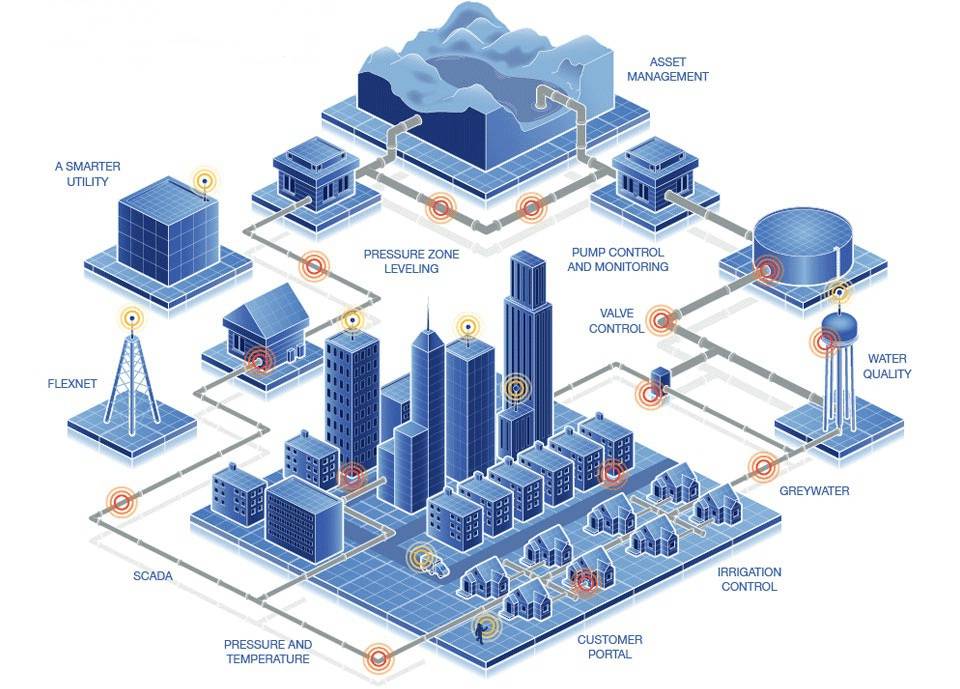 ASSET
MANAGEMENT
A SMARTER
UTILITY
PRESSURE ZONE
LEVELING
PUMP CONTROL
AND MONITORING
VALVE
CONTROL
WATER
QUALITY
FLEXNET
GREYWATER
SCADA
IRRIGATION
CONTROL
PRESSURE AND
TEMPERATURE
CUSTOMER
PORTAL